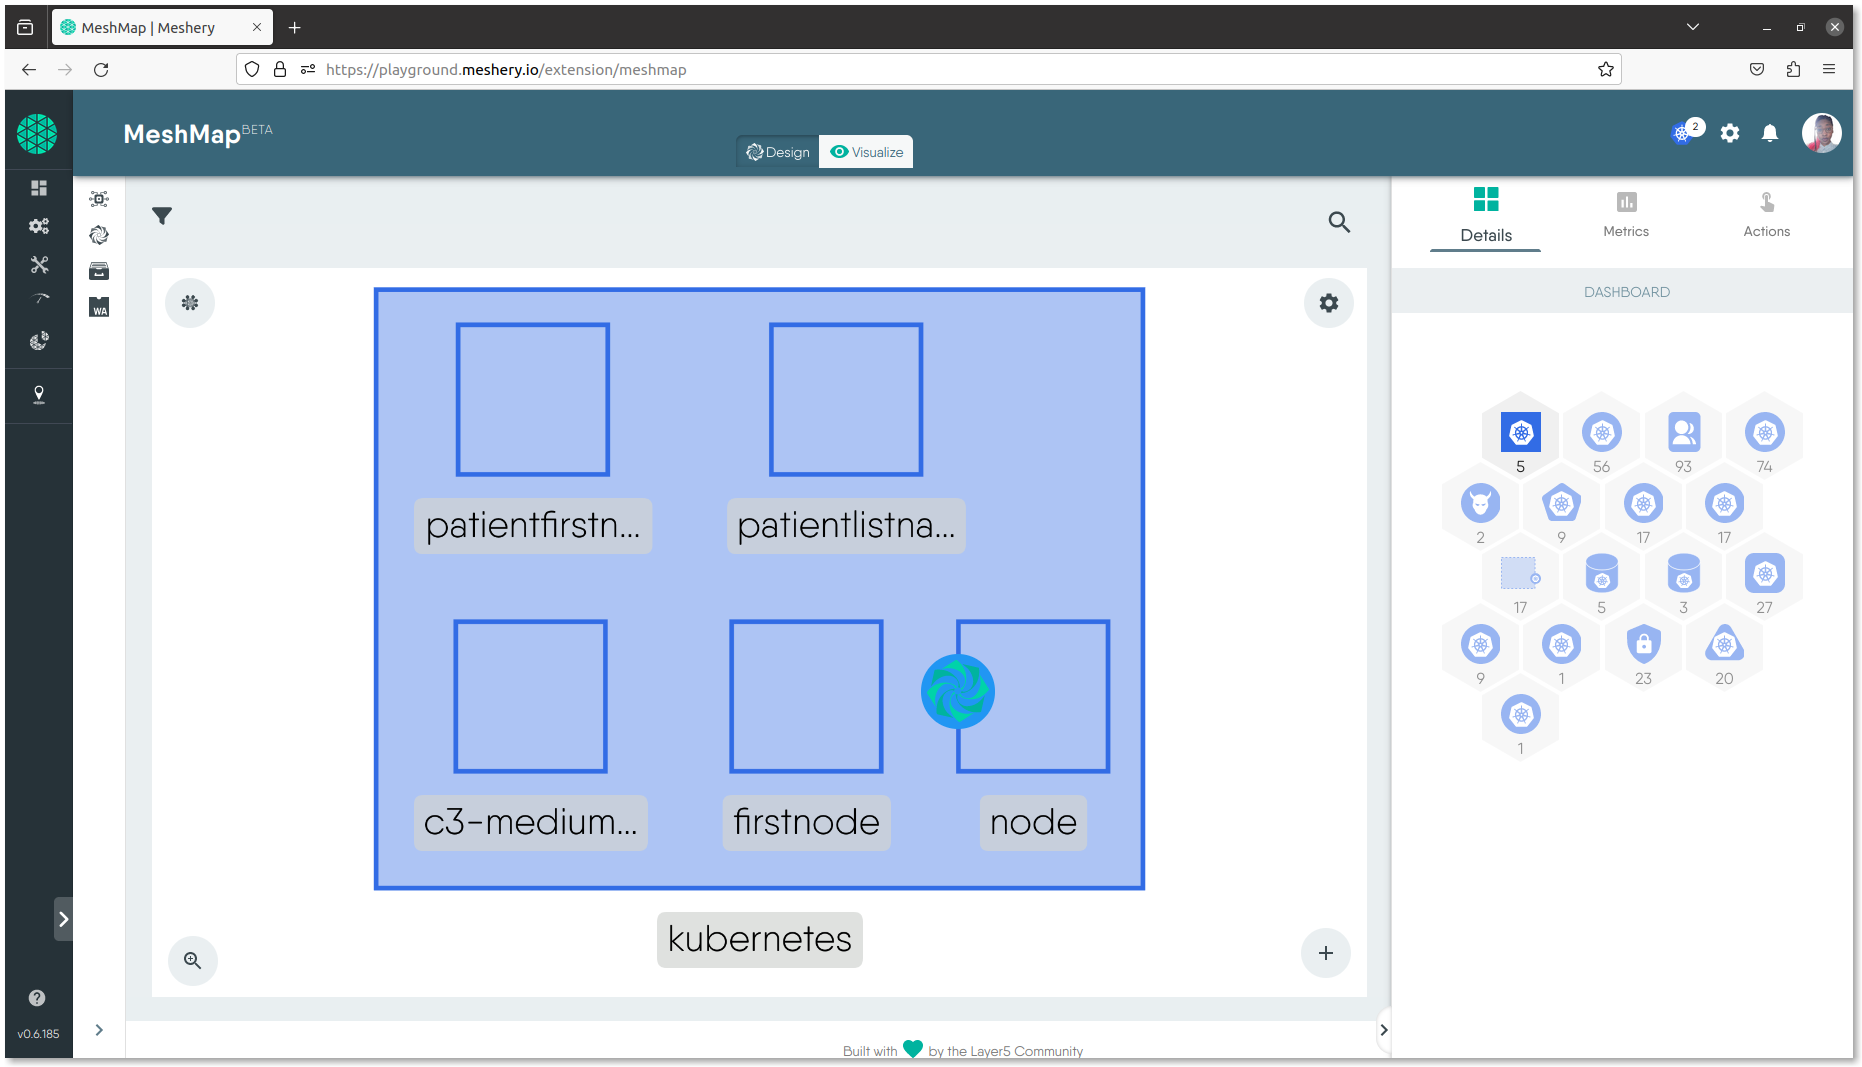 MeshMap | Meshery
https://playground.meshery.io/extension/meshmap
MeshMap BETA
Design
Visualize
2
WA
Details
Metrics
Actions
DASHBOARD
patientfirstn...
patientlistna...
c3-medium...
firstnode
node
kubernetes
5
56
93
74
2
9
17
17
17
5
3
27
9
1
23
20
1
v0.6.185
Built with
by the Layer5 Community